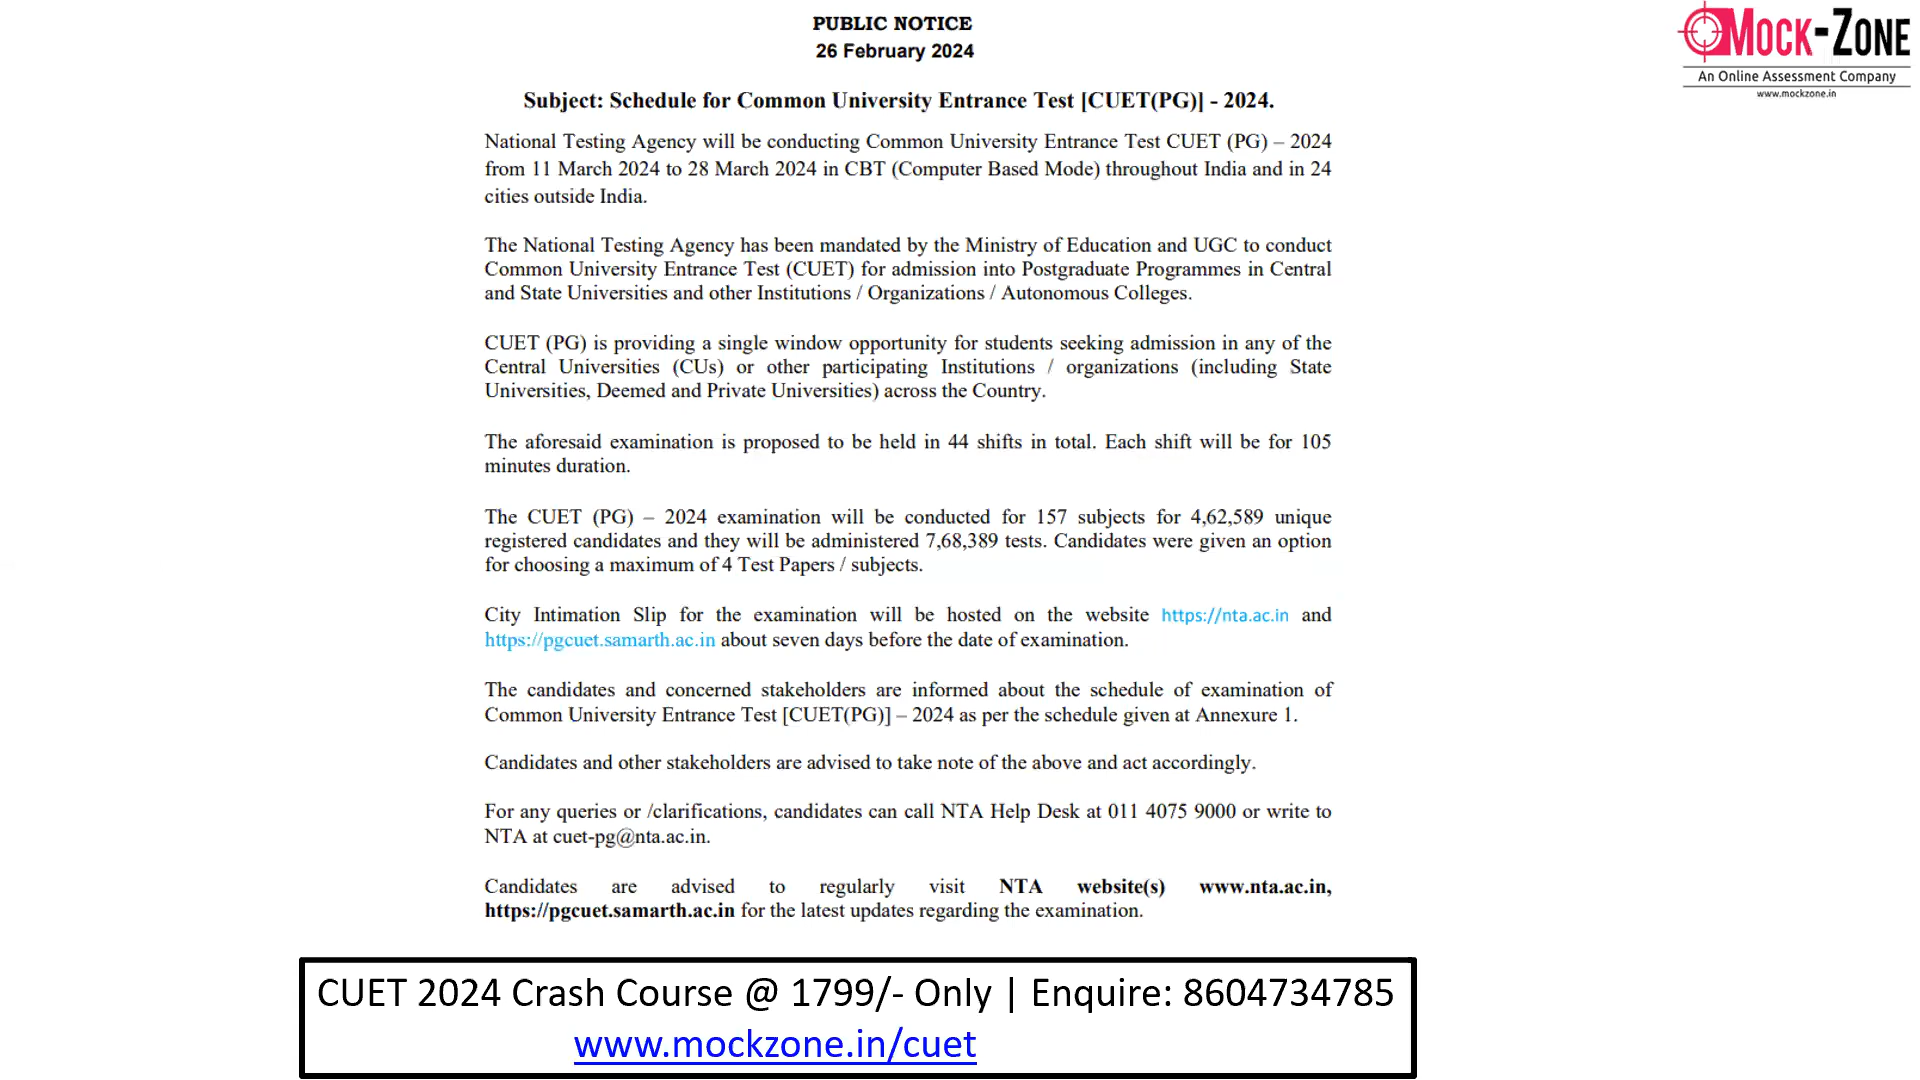 PUBLIC NOTICE
26 February 2024
MOCK-ZONE
An Online Assessment Company
www.mockzone.in
Subject: Schedule for Common University Entrance Test [CUET(PG)] - 2024.
National Testing Agency will be conducting Common University Entrance Test CUET (PG) – 2024
from 11 March 2024 to 28 March 2024 in CBT (Computer Based Mode) throughout India and in 24
cities outside India.
The National Testing Agency has been mandated by the Ministry of Education and UGC to conduct
Common University Entrance Test (CUET) for admission into Postgraduate Programmes in Central
and State Universities and other Institutions / Organizations / Autonomous Colleges.
CUET (PG) is providing a single window opportunity for students seeking admission in any of the
Central Universities (CUs) or other participating Institutions / organizations (including State
Universities, Deemed and Private Universities) across the Country.
The aforesaid examination is proposed to be held in 44 shifts in total. Each shift will be for 105
minutes duration.
The CUET (PG) – 2024 examination will be conducted for 157 subjects for 4,62,589 unique
registered candidates and they will be administered 7,68,389 tests. Candidates were given an option
for choosing a maximum of 4 Test Papers / subjects.
City Intimation Slip for the examination will be hosted on the website https://nta.ac.in and
https://pgcuet.samarth.ac.in about seven days before the date of examination.
The candidates and concerned stakeholders are informed about the schedule of examination of
Common University Entrance Test [CUET(PG)] – 2024 as per the schedule given at Annexure 1.
Candidates and other stakeholders are advised to take note of the above and act accordingly.
For any queries or /clarifications, candidates can call NTA Help Desk at 011 4075 9000 or write to
NTA at cuet-pg@nta.ac.in.
Candidates are advised to regularly visit NTA website(s) www.nta.ac.in,
https://pgcuet.samarth.ac.in for the latest updates regarding the examination.
CUET 2024 Crash Course @ 1799/- Only | Enquire: 8604734785
www.mockzone.in/cuet